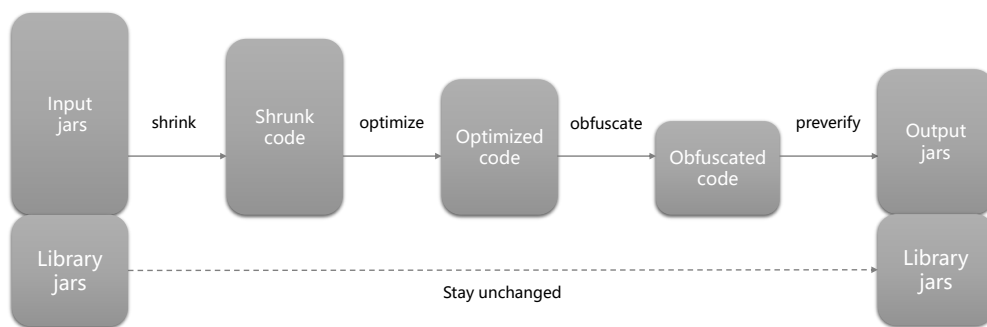 Input
jars
shrink
Shrunk
code
optimize
Optimized
code
obfuscate
Obfuscated
code
preverify
Output
jars
Library
jars
Stay unchanged
Library
jars